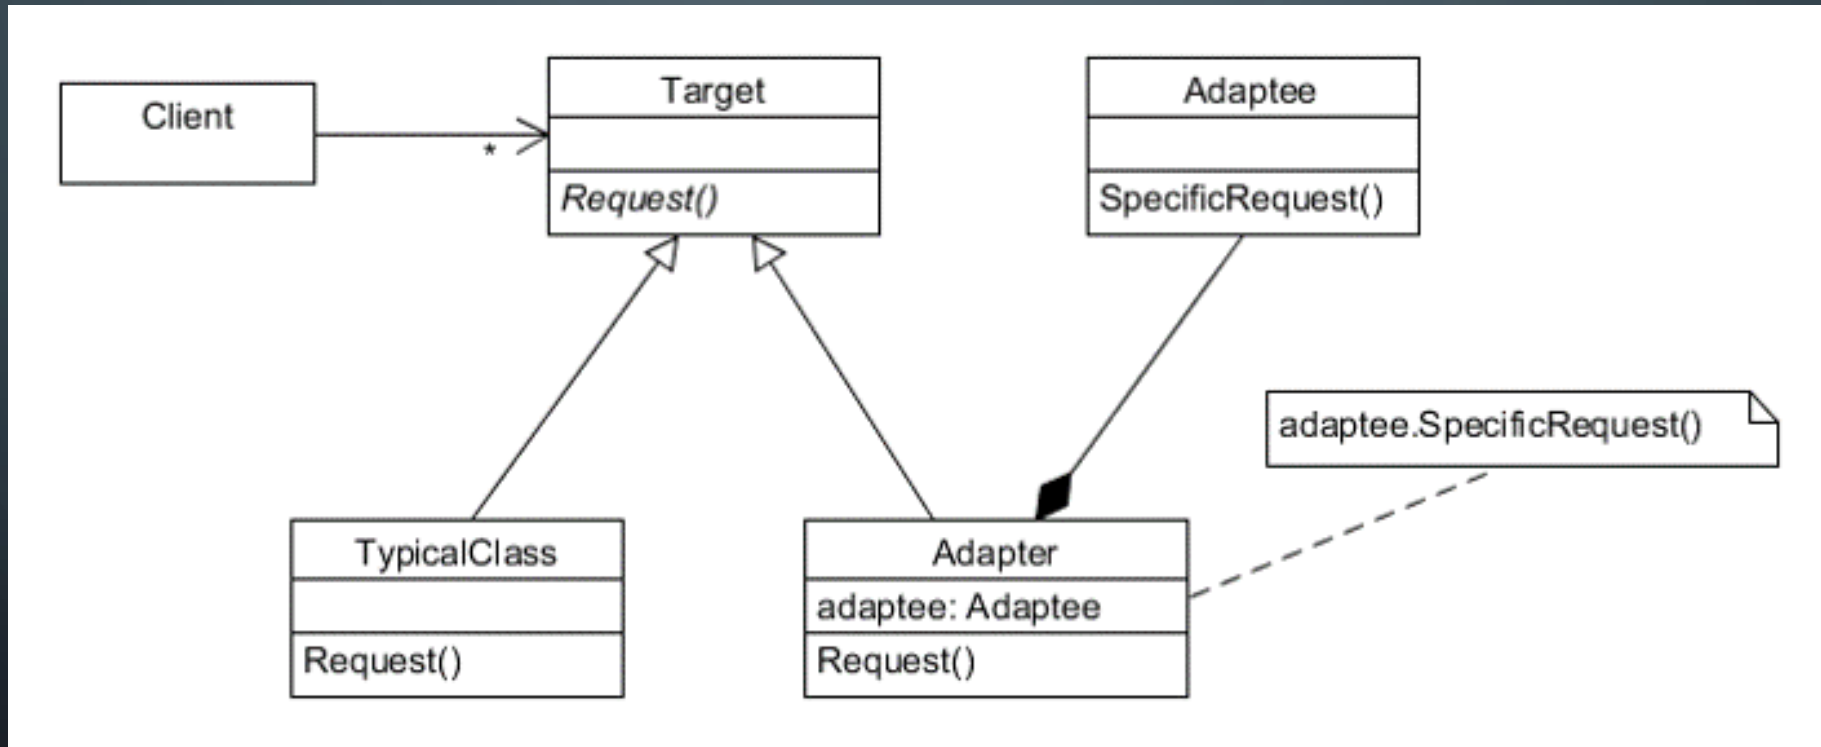 Client
*
Target
Request()
Adaptee
SpecificRequest()
adaptee.SpecificRequest()
TypicalClass
Request()
Adapter
adaptee: Adaptee
Request()